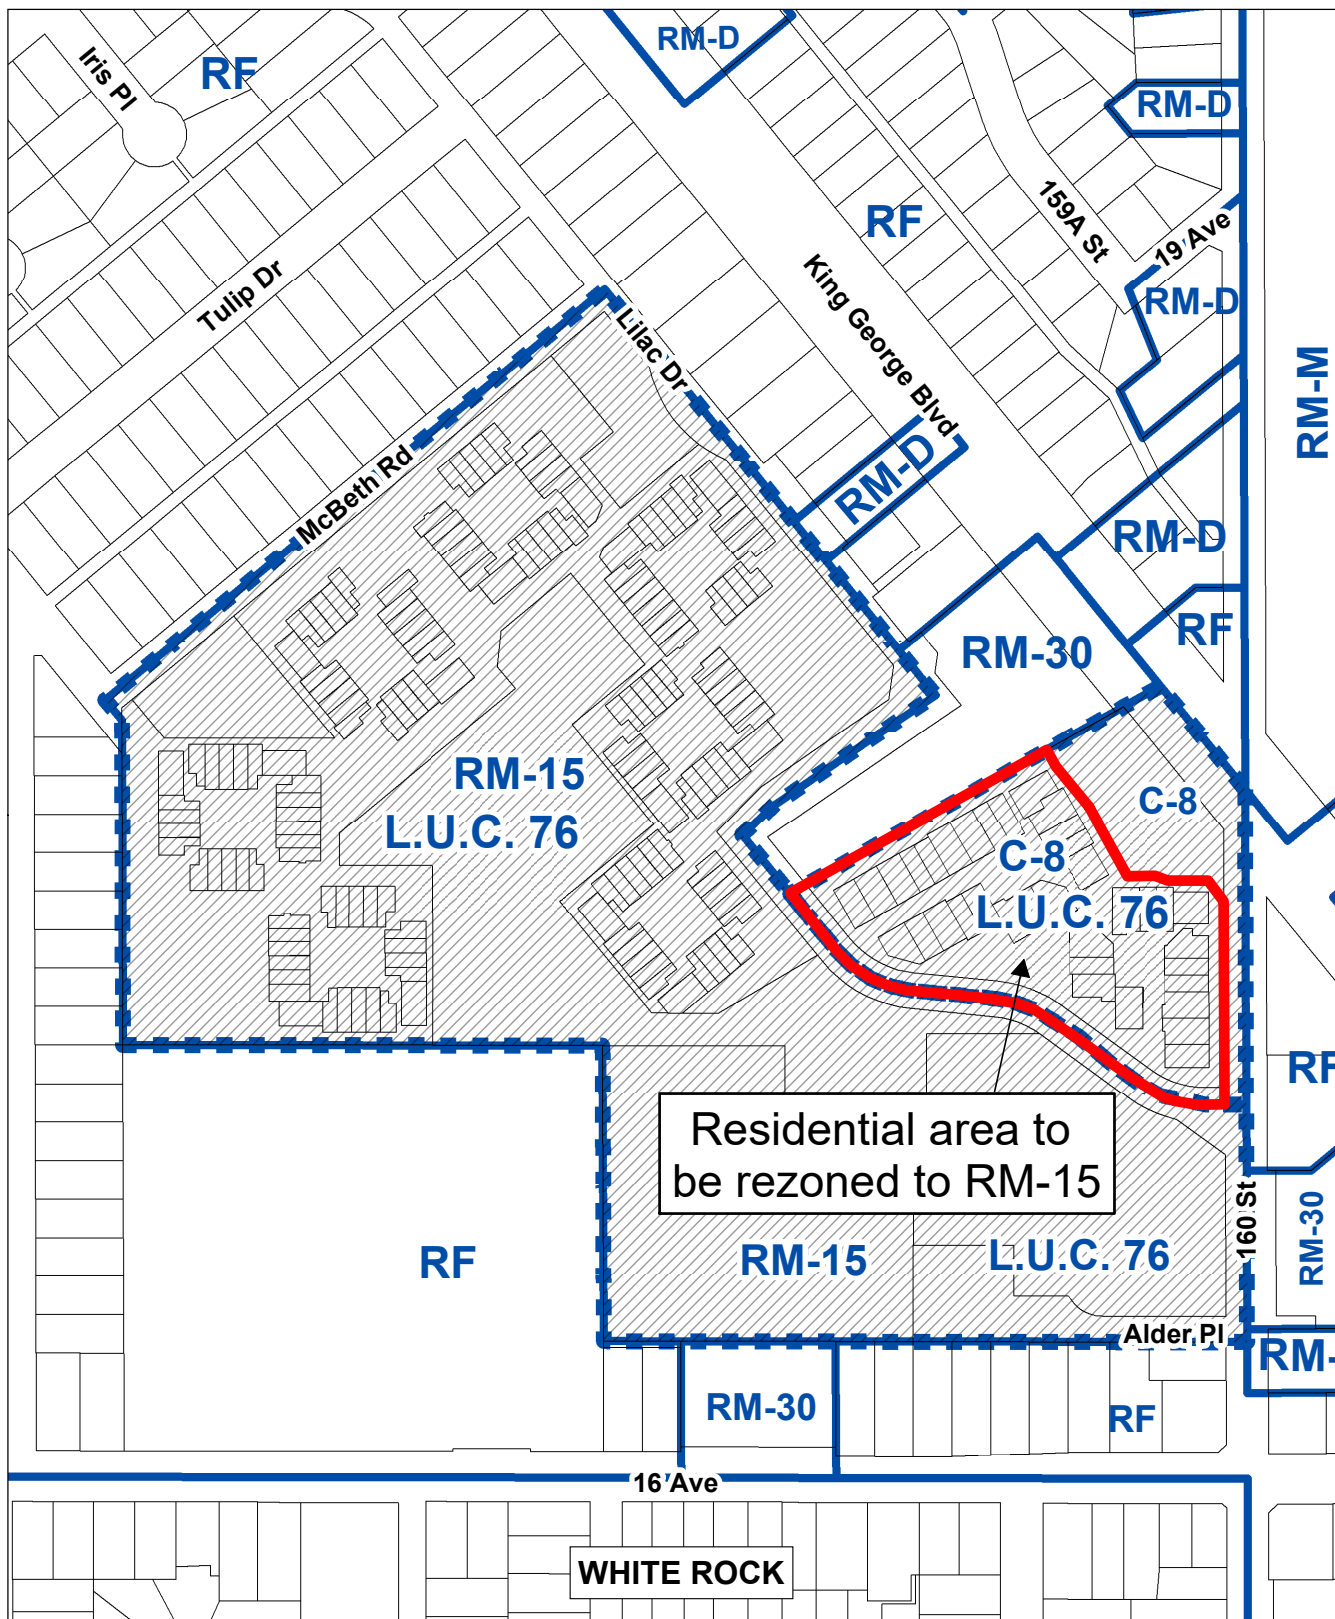 RM-D
Iris Pl
RF
RM-D
159A St
RF
19 Ave
Tulip Dr
King George Blvd
RM-D
Lilac Dr
RM-M
McBeth Rd
RM-D
RM-D
RF
RM-30
RM-15
L.U.C. 76
C-8
C-8
L.U.C. 76
RF
Residential area to
be rezoned to RM-15
160 St
RM-30
RF
RM-15
L.U.C. 76
Alder Pl
RM-
RM-30
RF
16 Ave
WHITE ROCK